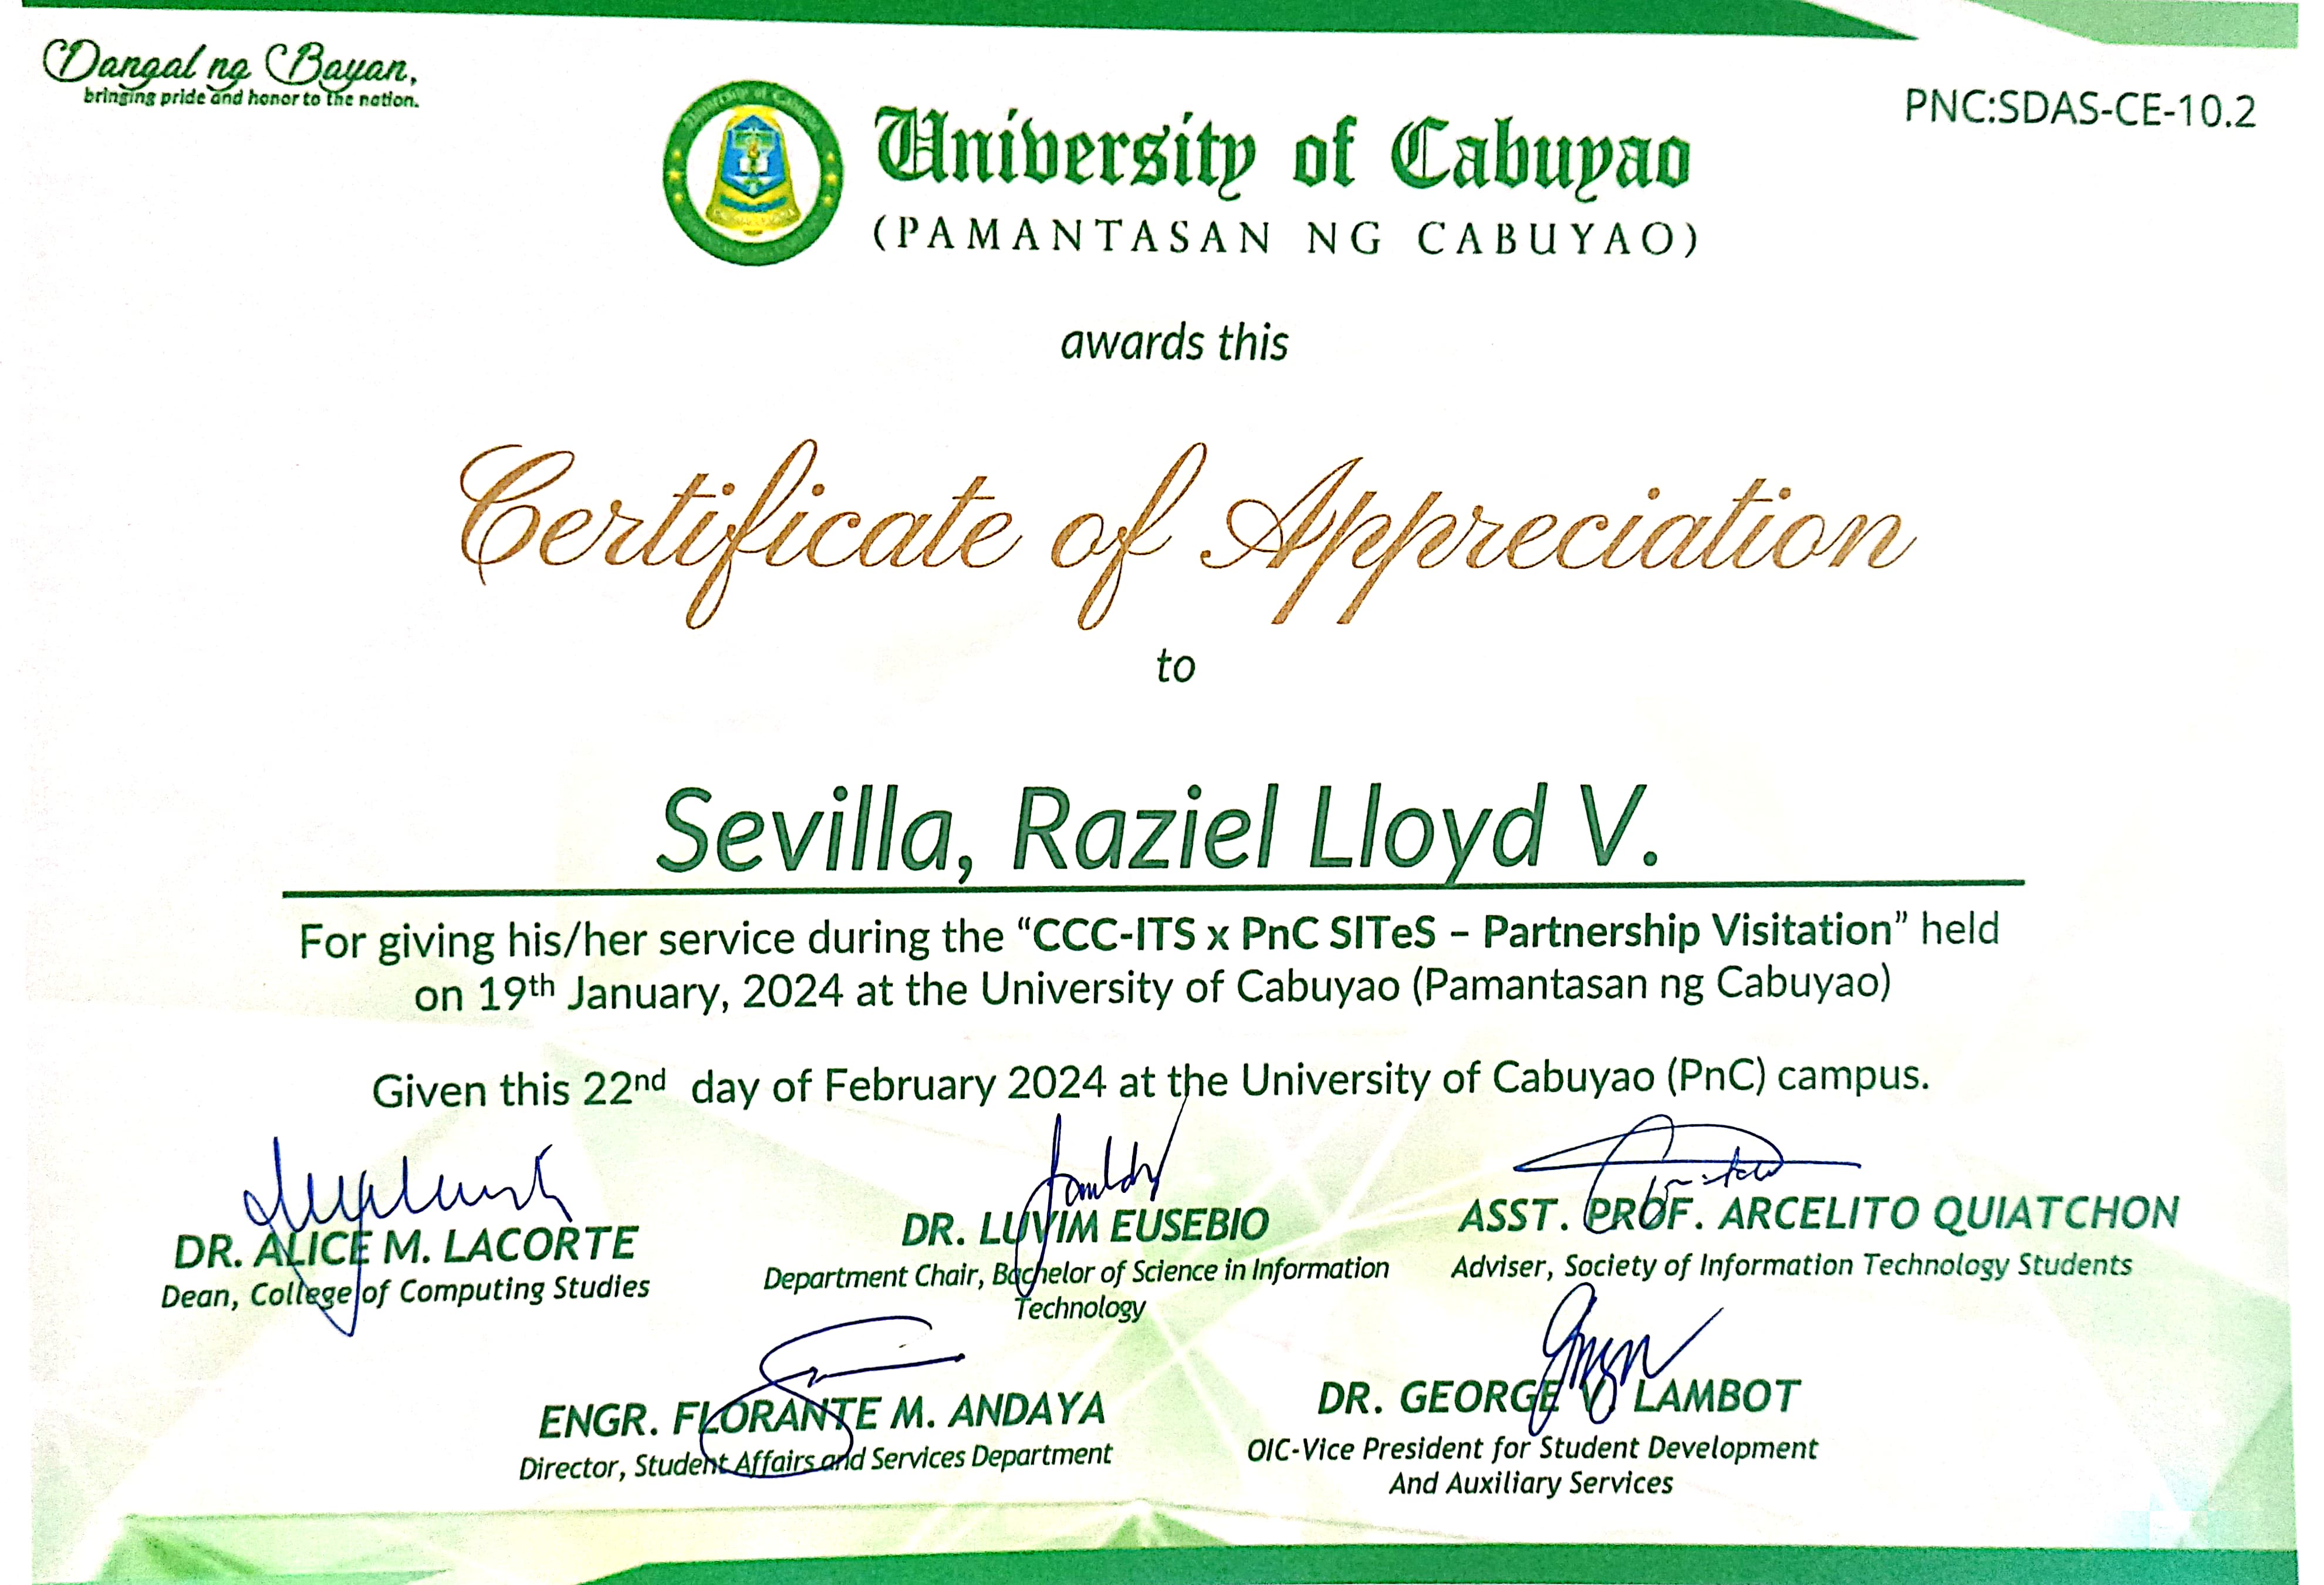 Dangal ng Bayan,
bringing pride and honor to the nation.
PNC:SDAS-CE-10.2
University of Cabuyao
(PAMANTASAN NG CABUYAO)
awards this
Certificate of Appreciation
to
Sevilla, Raziel Lloyd V.
For giving his/her service during the “CCC-ITS x PnC SITeS – Partnership Visitation” held
on 19th January, 2024 at the University of Cabuyao (Pamantasan ng Cabuyao)
Given this 22nd day of February 2024 at the University of Cabuyao (PnC) campus.
DR. ALICE M. LACORTE
Dean, College of Computing Studies
DR. LUVIM EUSEBIO
Department Chair, Bachelor of Science in Information
Technology
ASST. PROF. ARCELITO QUIATCHON
Adviser, Society of Information Technology Students
ENGR. FLORANTE M. ANDAYA
Director, Student Affairs and Services Department
DR. GEORGE V. LAMBOT
OIC-Vice President for Student Development
And Auxiliary Services